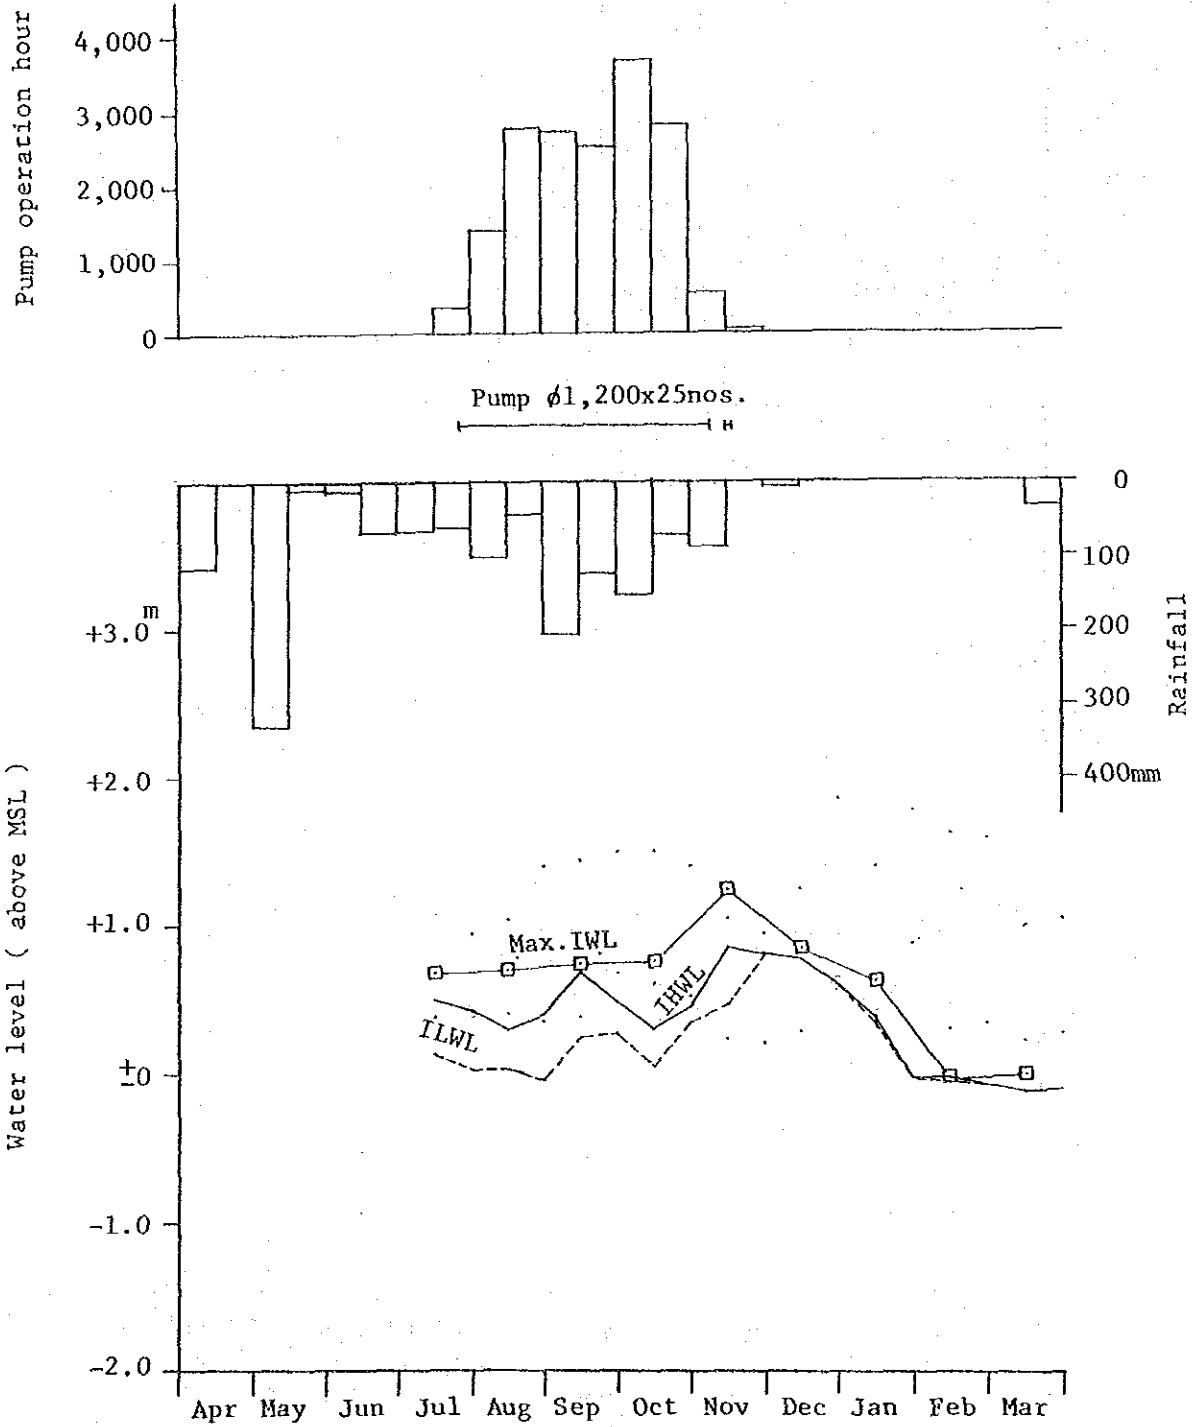 Pump operation hour
4,000
3,000
2,000
1,000
0
Pump ϕ1,200x25nos.
0
100
200
300
400mm
Rainfall
m
+3.0
+2.0
+1.0
±0
-1.0
-2.0
Water level ( above MSL )
Max.IWL
IHWL
ILWL
Apr May Jun Jul Aug Sep Oct Nov Dec Jan Feb Mar